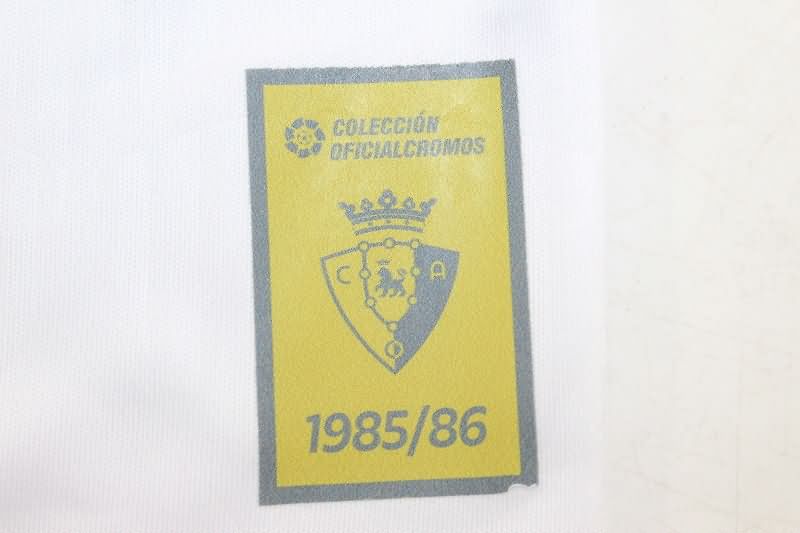 COLECCIÓN
OFICIALCROMOS
C A
O
1985/86